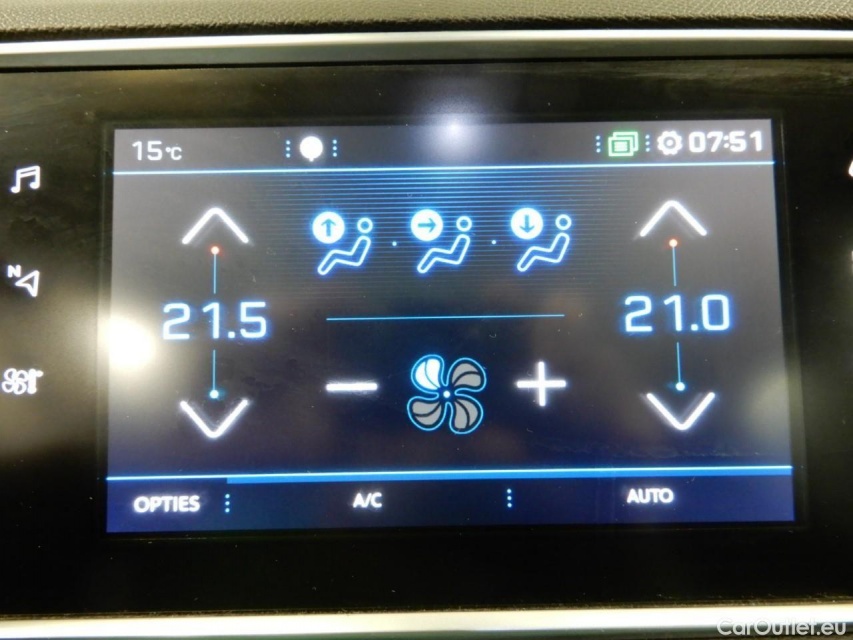 15°C
07:51
N
21.5
21.0
OPTIES
A/C
AUTO
CarOutlet.eu